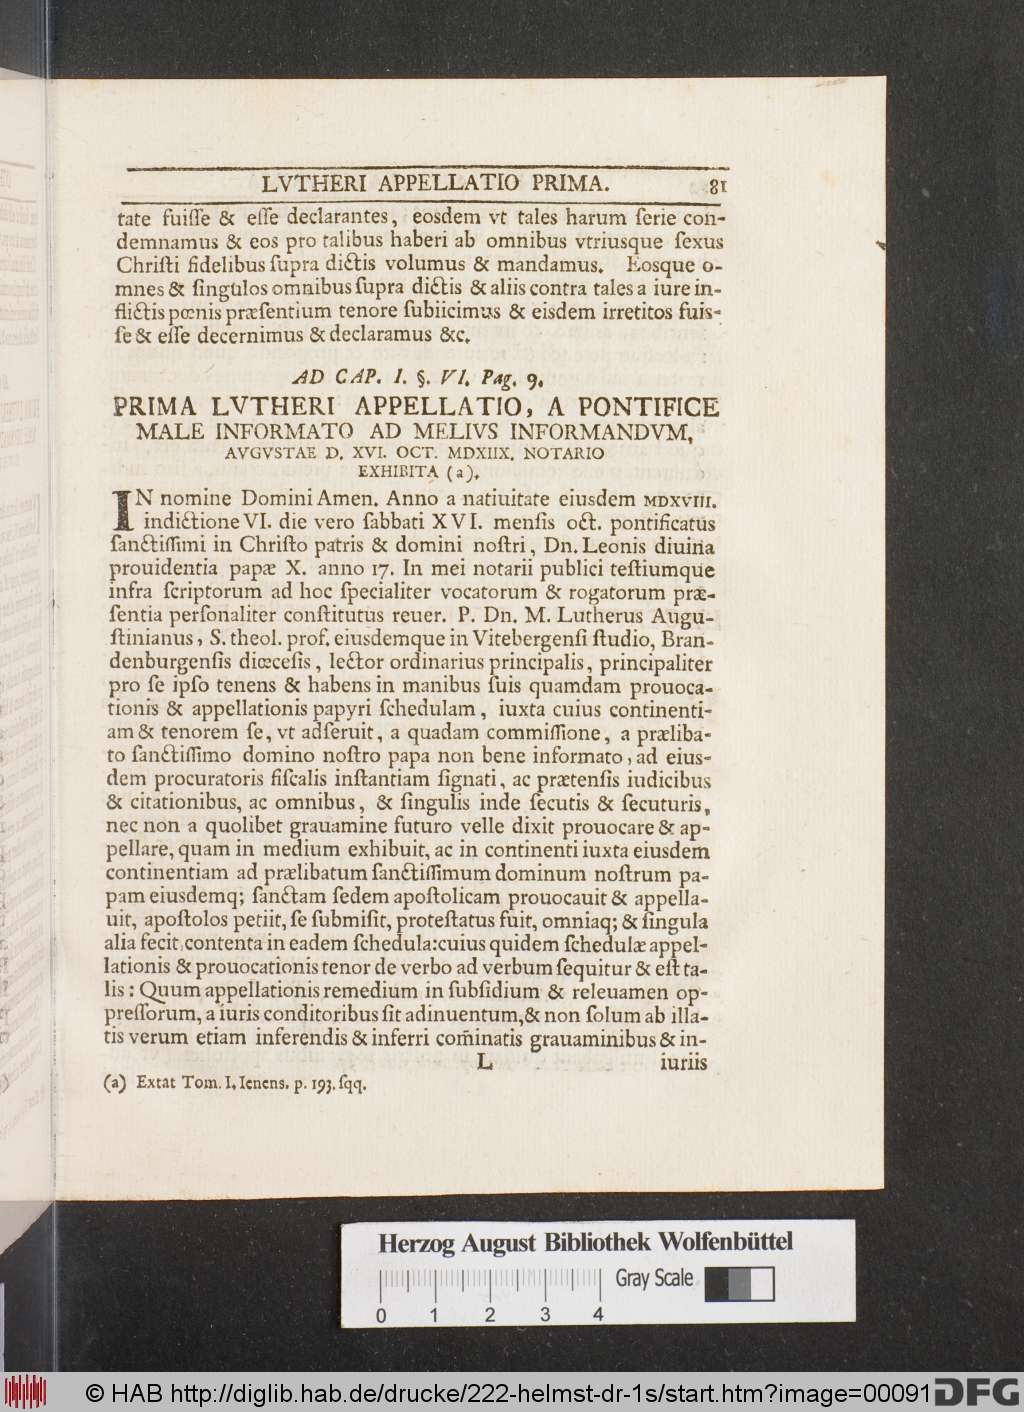 LVTHERI APPELLATIO PRIMA. 81
tate fuiſſe & eſſe declarantes, eosdem vt tales harum ſerie con-
demnamus & eos pro talibus haberi ab omnibus vtriusque ſexus
Chriſti fidelibus ſupra dictis volumus & mandamus. Eosque o-
mnes & ſingulos omnibus ſupra dictis & aliis contra tales a iure in-
flictis pœnis præſentium tenore ſubiicimus & eisdem irretitos fuis-
ſe & eſſe decernimus & declaramus &c.
AD CAP. I. §. VI. Pag. 9.
PRIMA LVTHERI APPELLATIO, A PONTIFICE
MALE INFORMATO AD MELIVS INFORMANDVM,
AVGVSTAE D. XVI. OCT. MDXIIX. NOTARIO
EXHIBITA (a).
IN nomine Domini Amen. Anno a natiuitate eiusdem MDXVIII.
indictione VI. die vero ſabbati XVI. menſis oct. pontificatus
ſanctiſſimi in Chriſto patris & domini noſtri, Dn. Leonis diuina
prouidentia papæ X. anno 17. In mei notarii publici teſtiumque
infra ſcriptorum ad hoc ſpecialiter vocatorum & rogatorum præ-
ſentia perſonaliter conſtitutus reuer. P. Dn. M. Lutherus Augu-
ſtinianus, S. theol. prof. eiusdemque in Vitebergenſi ſtudio, Bran-
denburgenſis diœceſis, lector ordinarius principalis, principaliter
pro ſe ipſo tenens & habens in manibus ſuis quamdam prouoca-
tionis & appellationis papyri ſchedulam, iuxta cuius continenti-
am & tenorem ſe, vt adſeruit, a quadam commiſſione, a præliba-
to ſanctiſſimo domino noſtro papa non bene informato, ad eius-
dem procuratoris fiſcalis inſtantiam ſignati, ac prætenſis iudicibus
& citationibus, ac omnibus, & ſingulis inde ſecutis & ſecuturis,
nec non a quolibet grauamine futuro velle dixit prouocare & ap-
pellare, quam in medium exhibuit, ac in continenti iuxta eiusdem
continentiam ad prælibatum ſanctiſſimum dominum noſtrum pa-
pam eiusdemq; ſanctam ſedem apoſtolicam prouocauit & appella-
uit, apoſtolos petiit, ſe ſubmiſit, proteſtatus fuit, omniaq; & ſingula
alia fecit, contenta in eadem ſchedula: cuius quidem ſchedulæ appel-
lationis & prouocationis tenor de verbo ad verbum ſequitur & eſt ta-
lis: Quum appellationis remedium in ſubſidium & releuamen op-
preſſorum, a iuris conditoribus ſit adinuentum, & non ſolum ab illa-
tis verum etiam inferendis & inferri com̃inatis grauaminibus & in-
L iuriis
(a) Extat Tom. I. Ienens. p. 193. ſqq.
Herzog August Bibliothek Wolfenbüttel
Gray Scale
0 1 2 3 4
© HAB http://diglib.hab.de/drucke/222-helmst-dr-1s/start.htm?image=00091
DFG